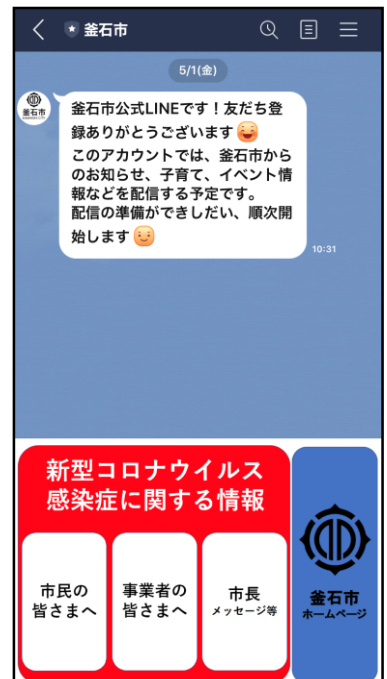 釜石市
5/1(金)
釜石市
釜石市公式LINEです！友だち登
録ありがとうござい
ます😆
このアカウントでは、釜石市から
のお知らせ、子育て、イベント情
報などを配信する予定です。
配信の準備ができしだい、順次開
始します🙂
10:31
新型コロナウイルス
感染症に関する情報
市民の
皆さまへ
事業者の
皆さまへ
市長
メッセージ等
釜石市
ホームページ